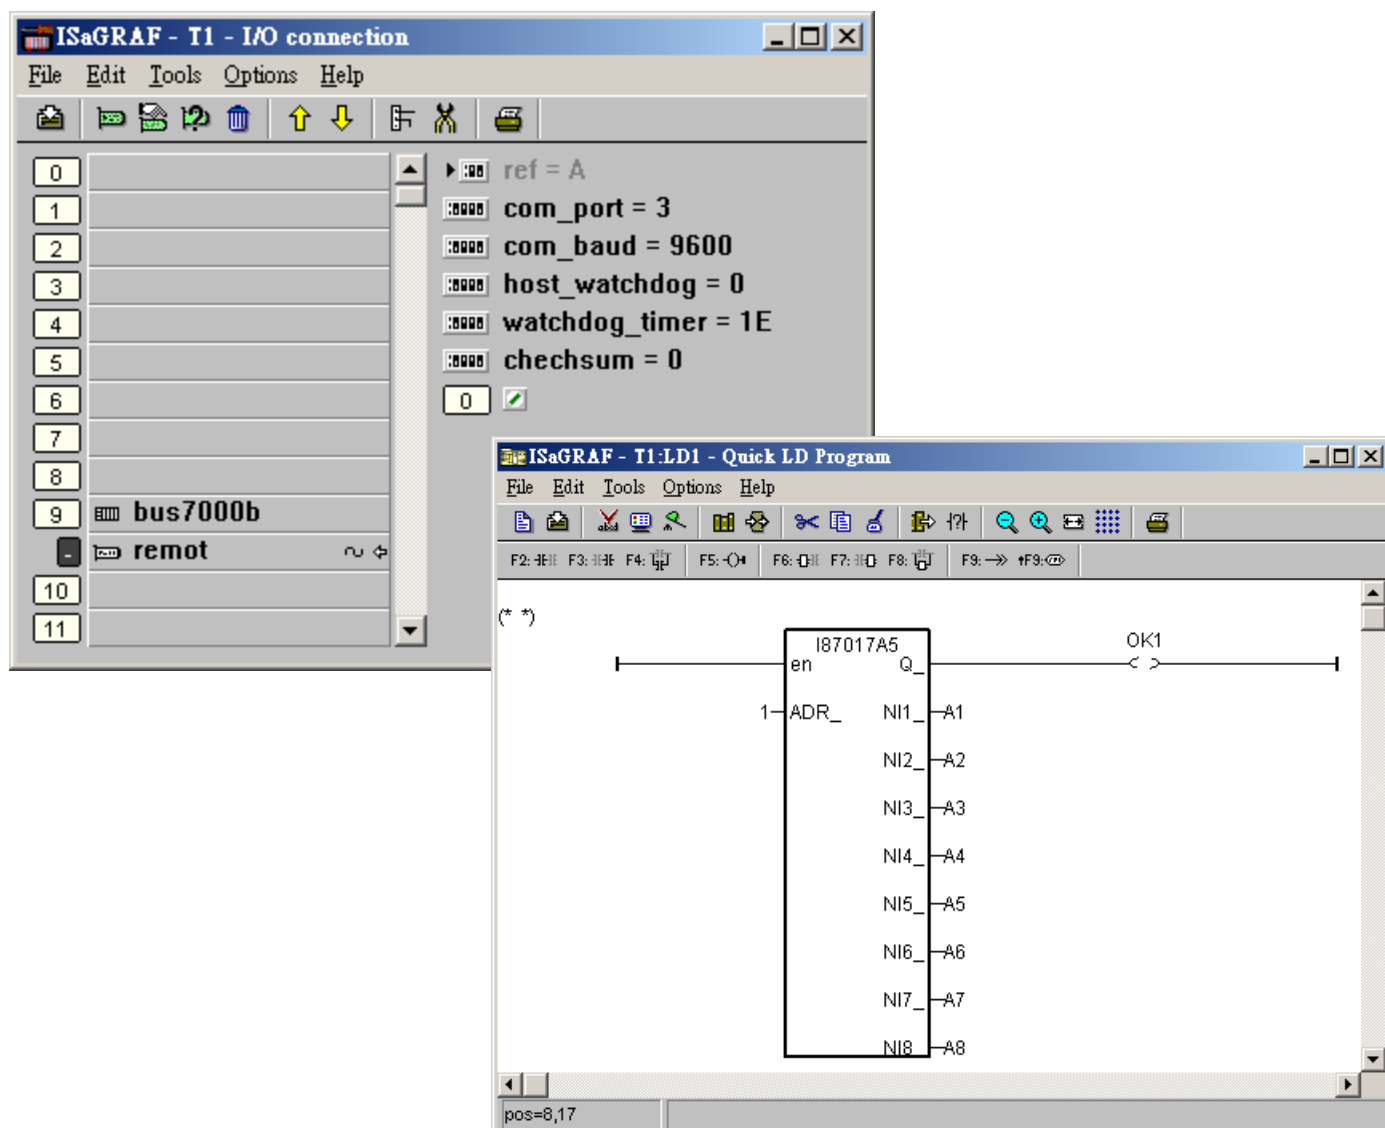 ISaGRAF - T1 - I/O connection
File Edit Tools Options Help
0
1
2
3
4
5
6
7
8
9 bus7000b
remot
10
11
ref = A
com_port = 3
com_baud = 9600
host_watchdog = 0
watchdog_timer = 1E
chechsum = 0
0
ISaGRAF - T1:LD1 - Quick LD Program
File Edit Tools Options Help
F2: F3: F4: F5: F6: F7: F8: F9: ↑F9:
(* *)
I87017A5 OK1
en Q_
1 ADR_ NI1_ A1
NI2_ A2
NI3_ A3
NI4_ A4
NI5_ A5
NI6_ A6
NI7_ A7
NI8 A8
pos=8,17